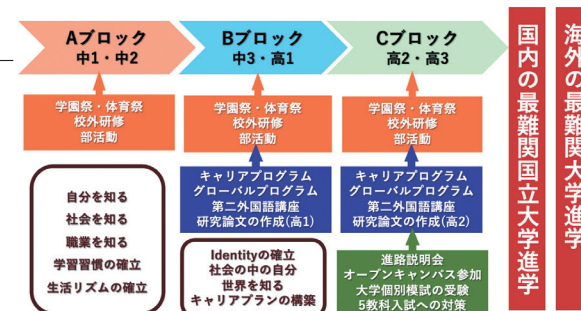 Aブロック
中1・中2
Bブロック
中3・高1
Cブロック
高2・高3
学園祭・体育祭
校外研修
部活動
学園祭・体育祭
校外研修
部活動
学園祭・体育祭
校外研修
部活動
自分を知る
社会を知る
職業を知る
学習習慣の確立
生活リズムの確立
キャリアプログラム
グローバルプログラム
第二外国語講座
研究論文の作成(高1)
Identityの確立
社会の中の自分
世界を知る
キャリアプランの構築
キャリアプログラム
グローバルプログラム
第二外国語講座
研究論文の作成(高2)
進路説明会
オープンキャンパス参加
大学個別模試の受験
5教科入試への対策
国内の最難関国立大学進学
海外の最難関大学進学